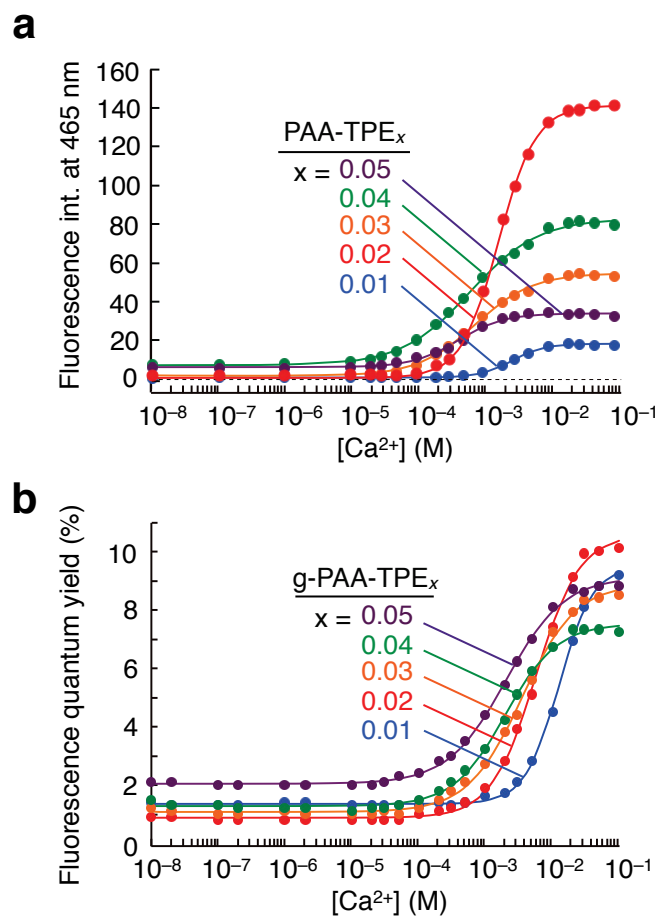 a
Fluorescence int. at 465 nm
160
140
120
100
80
60
40
20
0
PAA-TPEₓ
x = 0.05
0.04
0.03
0.02
0.01
10⁻⁸ 10⁻⁷ 10⁻⁶ 10⁻⁵ 10⁻⁴ 10⁻³ 10⁻² 10⁻¹
[Ca²⁺] (M)
b
Fluorescence quantum yield (%)
10
8
6
4
2
0
g-PAA-TPEₓ
x = 0.05
0.04
0.03
0.02
0.01
10⁻⁸ 10⁻⁷ 10⁻⁶ 10⁻⁵ 10⁻⁴ 10⁻³ 10⁻² 10⁻¹
[Ca²⁺] (M)